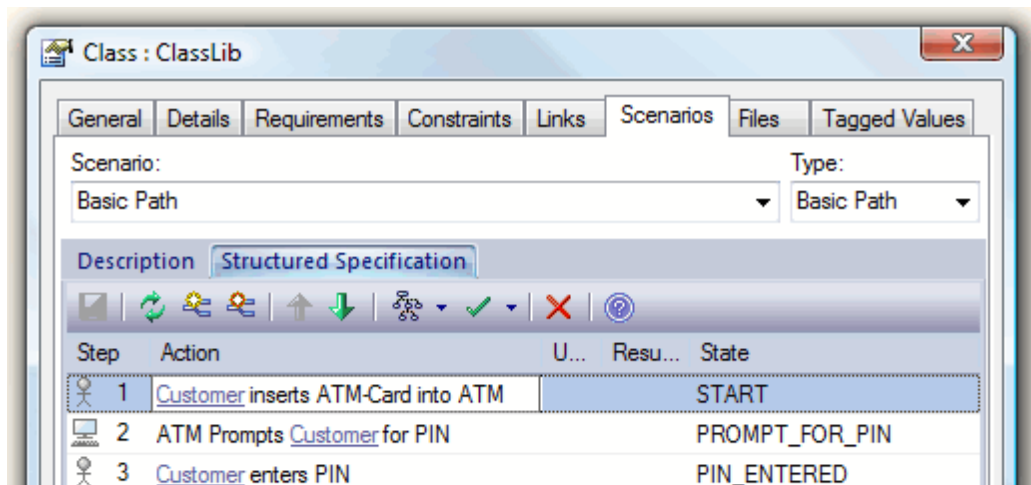 Class : ClassLib
General Details Requirements Constraints Links Scenarios Files Tagged Values
Scenario: Type:
Basic Path Basic Path
Description Structured Specification
Step Action U... Resu... State
1 Customer inserts ATM-Card into ATM START
2 ATM Prompts Customer for PIN PROMPT_FOR_PIN
3 Customer enters PIN PIN_ENTERED